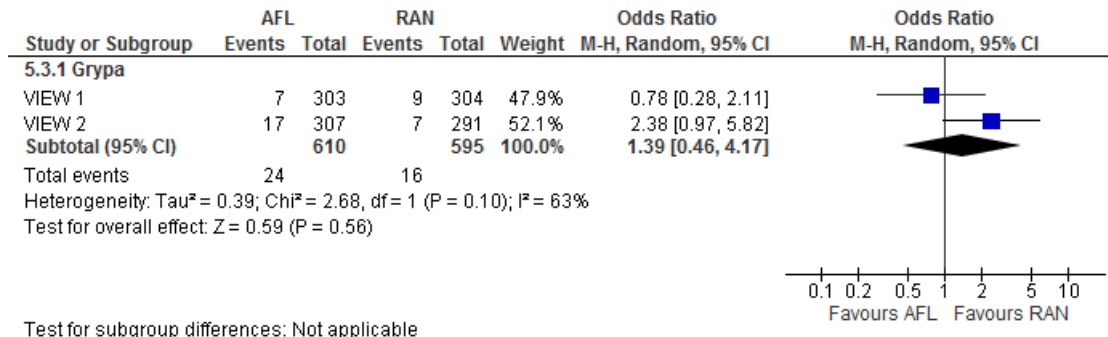 AFL RAN Odds Ratio Odds Ratio
Study or Subgroup Events Total Events Total Weight M-H, Random, 95% CI M-H, Random, 95% CI
5.3.1 Grypa
VIEW 1 7 303 9 304 47.9% 0.78 [0.28, 2.11]
VIEW 2 17 307 7 291 52.1% 2.38 [0.97, 5.82]
Subtotal (95% CI) 610 595 100.0% 1.39 [0.46, 4.17]
Total events 24 16
Heterogeneity: Tau² = 0.39; Chi² = 2.68, df = 1 (P = 0.10); I² = 63%
Test for overall effect: Z = 0.59 (P = 0.56)
0.1 0.2 0.5 1 2 5 10
Favours AFL Favours RAN
Test for subgroup differences: Not applicable